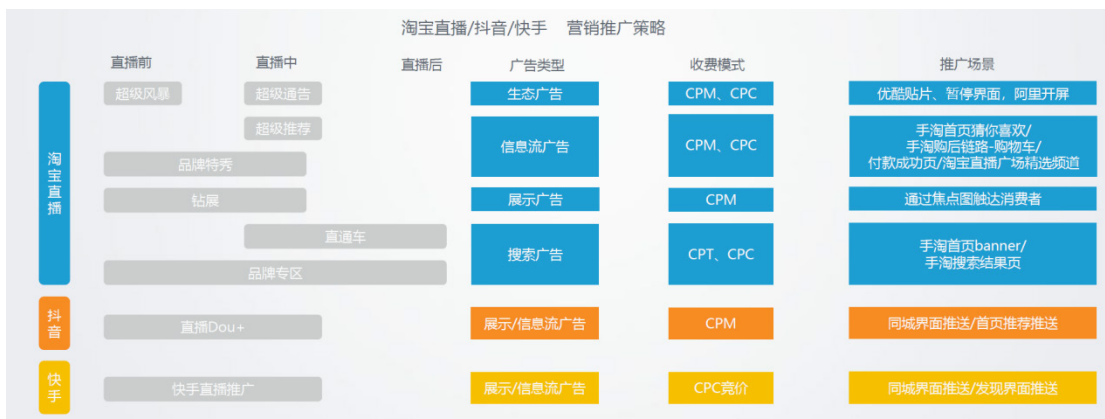 淘宝直播/抖音/快手 营销推广策略
直播前 直播中 直播后 广告类型 收费模式 推广场景
淘宝直播
超级风暴 超级通告 生态广告 CPM、CPC 优酷贴片、暂停界面,阿里开屏
超级推荐
品牌特秀
信息流广告 CPM、CPC
手淘首页猜你喜欢/
手淘购后链路-购物车/
付款成功页/淘宝直播广场精选频道
钻展 展示广告 CPM 通过焦点图触达消费者
直通车
品牌专区
搜索广告 CPT、CPC
手淘首页banner/
手淘搜索结果页
抖音
直播Dou+ 展示/信息流广告 CPM 同城界面推送/首页推荐推送
快手
快手直播推广 展示/信息流广告 CPC竞价 同城界面推送/发现界面推送